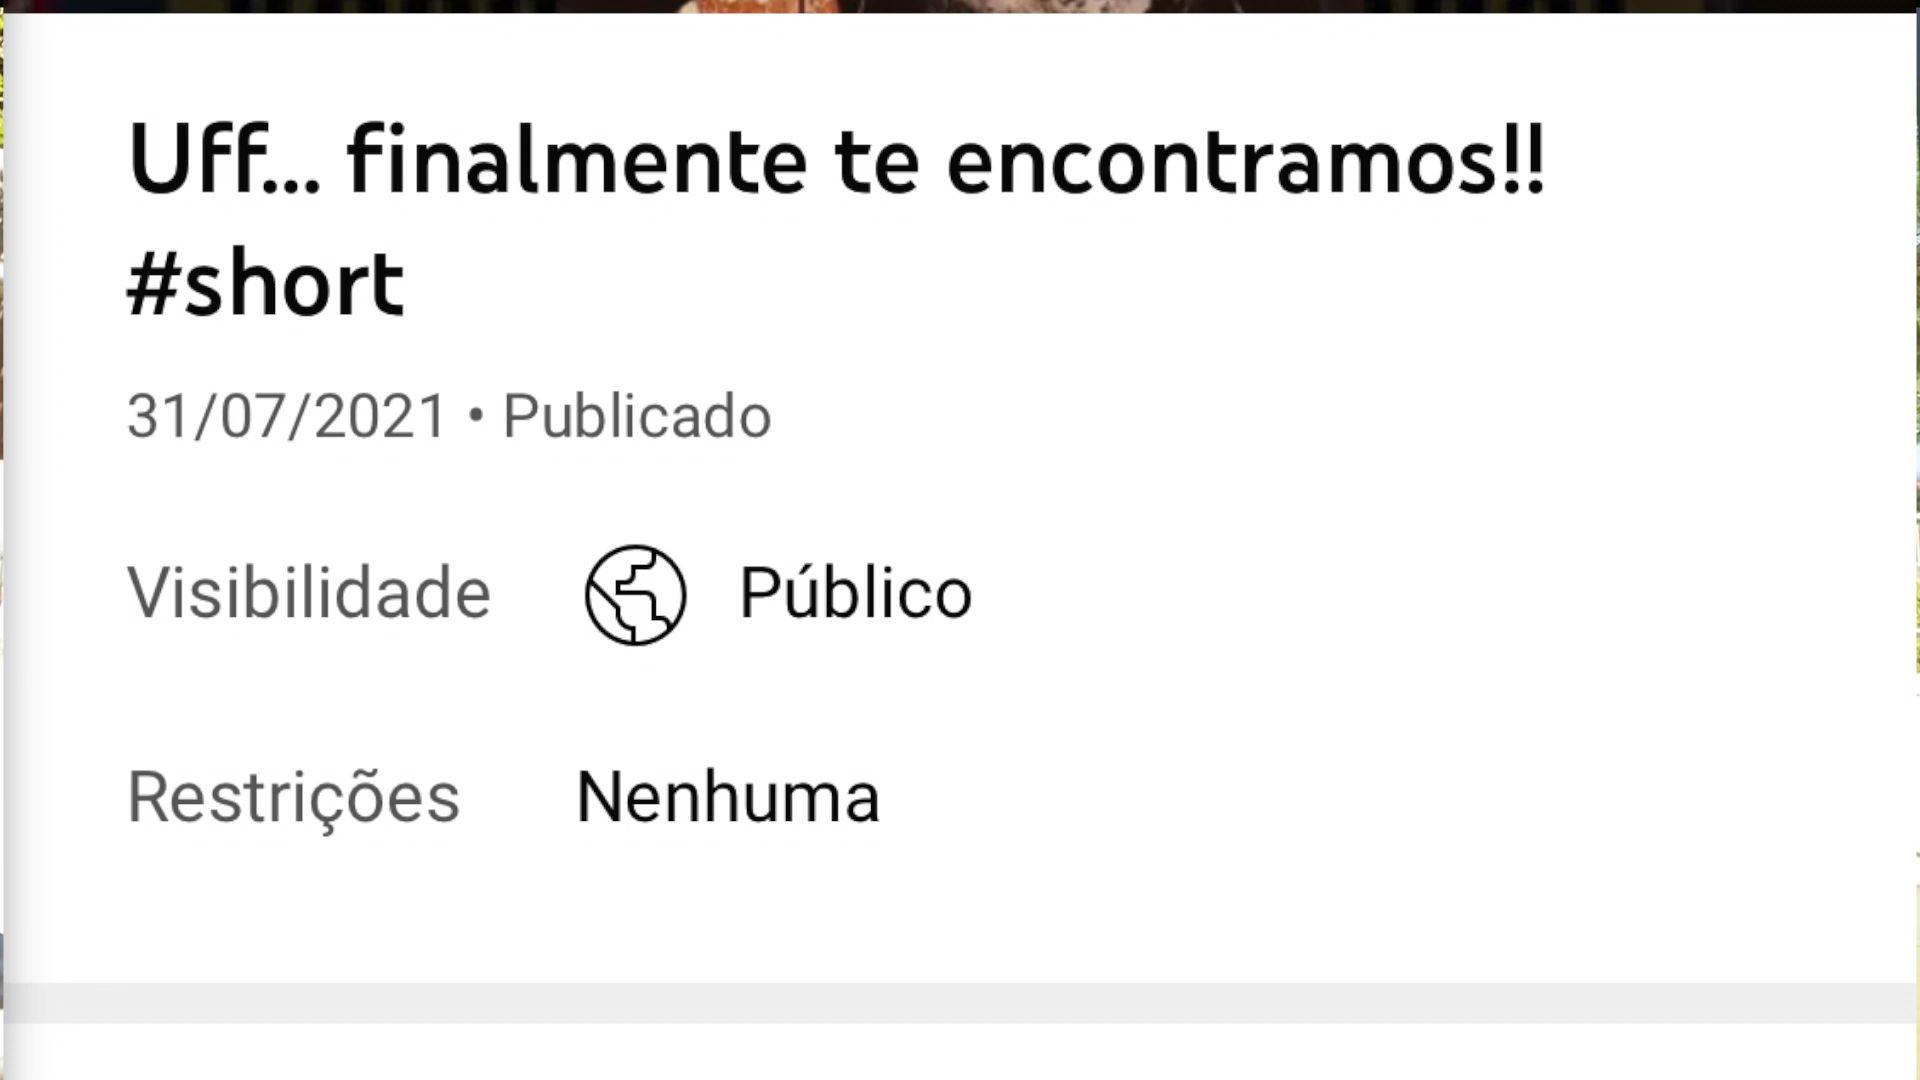 Uff... finalmente te encontramos!!
#short
31/07/2021 • Publicado
Visibilidade Público
Restrições Nenhuma